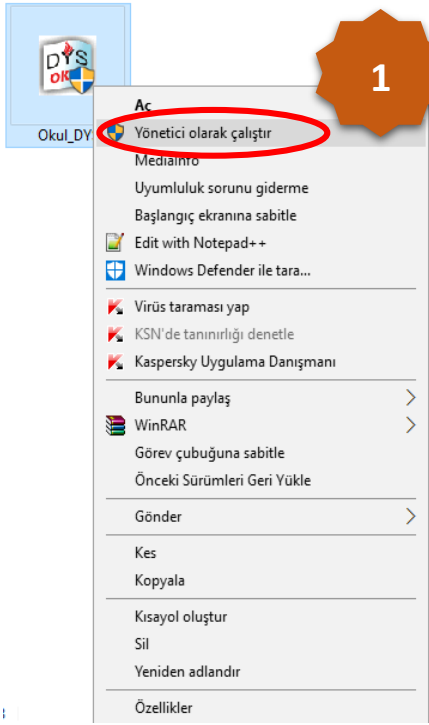 DYS
OK
1
Okul_DY
Aç
Yönetici olarak çalıştır
MediaInfo
Uyumluluk sorunu giderme
Başlangıç ekranına sabitle
Edit with Notepad++
Windows Defender ile tara...
Virüs taraması yap
KSN'de tanınırlığı denetle
Kaspersky Uygulama Danışmanı
Bununla paylaş
WinRAR
Görev çubuğuna sabitle
Önceki Sürümleri Geri Yükle
Gönder
Kes
Kopyala
Kısayol oluştur
Sil
Yeniden adlandır
Özellikler